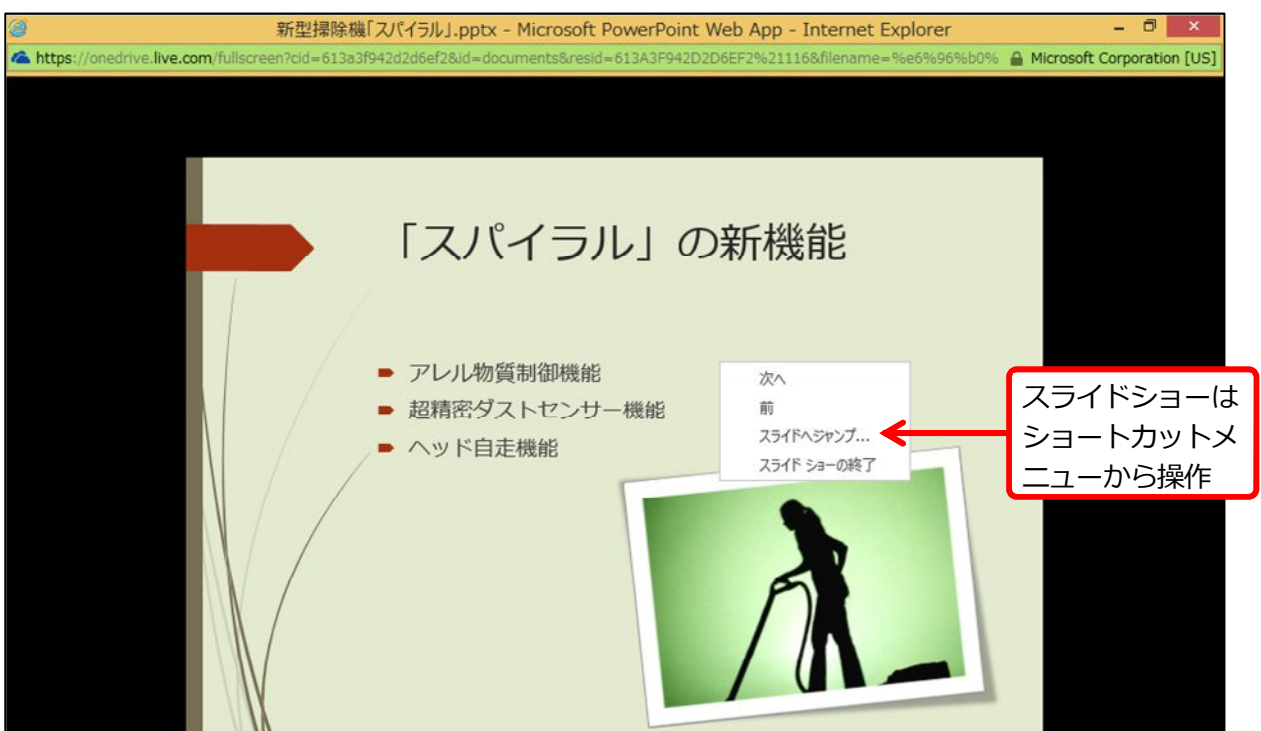 新型掃除機「スパイラル」.pptx - Microsoft PowerPoint Web App - Internet Explorer
https://onedrive.live.com/fullscreen?cid=613a3f942d2d6ef2&id=documents&resid=613A3F942D2D6EF2%21116&filename=%e6%96%b0% Microsoft Corporation [US]
「スパイラル」の新機能
アレル物質制御機能
超精密ダストセンサー機能
ヘッド自走機能
次へ
前
スライドへジャンプ...
スライド ショーの終了
スライドショーは
ショートカットメ
ニューから操作